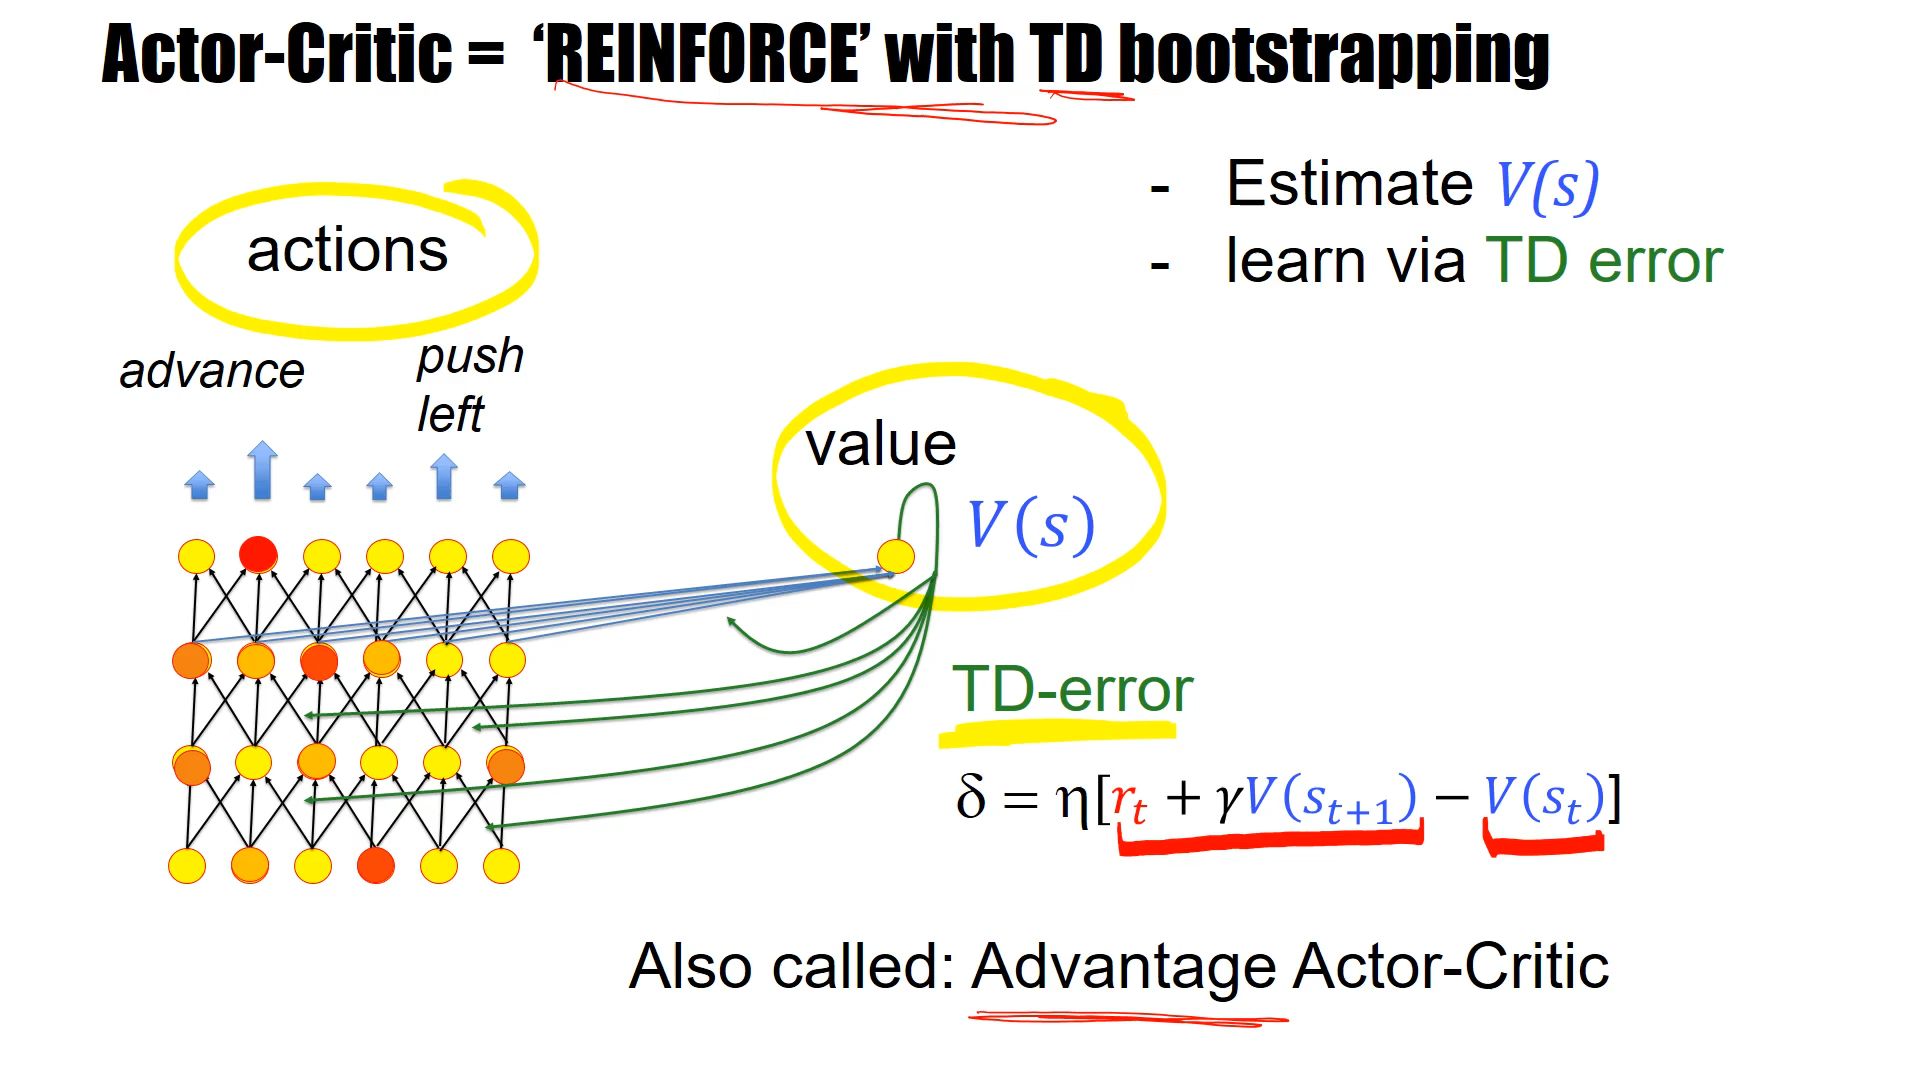 Actor-Critic = ‘REINFORCE’ with TD bootstrapping
- Estimate V(s)
- learn via TD error
actions
advance
push
left
value
V(s)
TD-error
δ = η[r_t + γV(s_{t+1}) − V(s_t)]
Also called: Advantage Actor-Critic